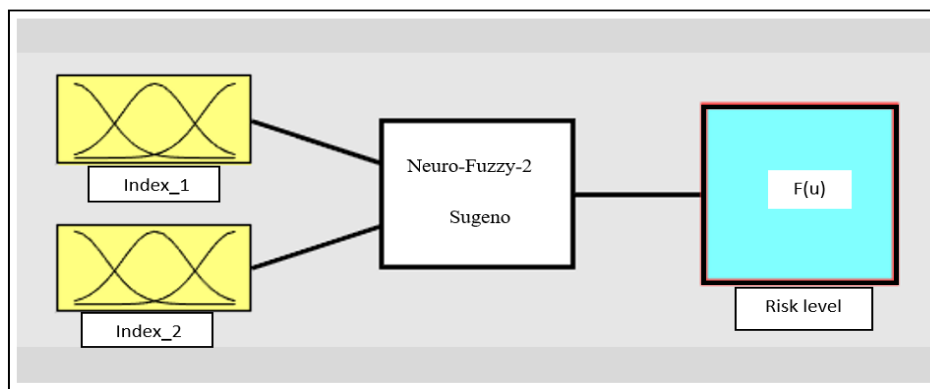 Index_1
Index_2
Neuro-Fuzzy-2
Sugeno
F(u)
Risk level